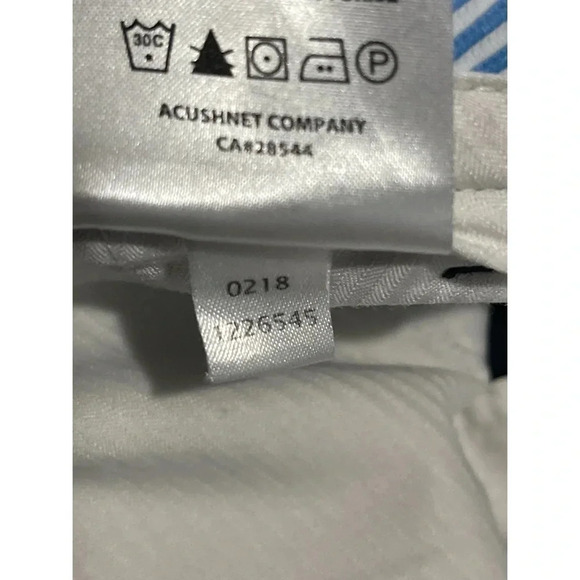 30C
P
ACUSHNET COMPANY
CA#28544
0218
1226545